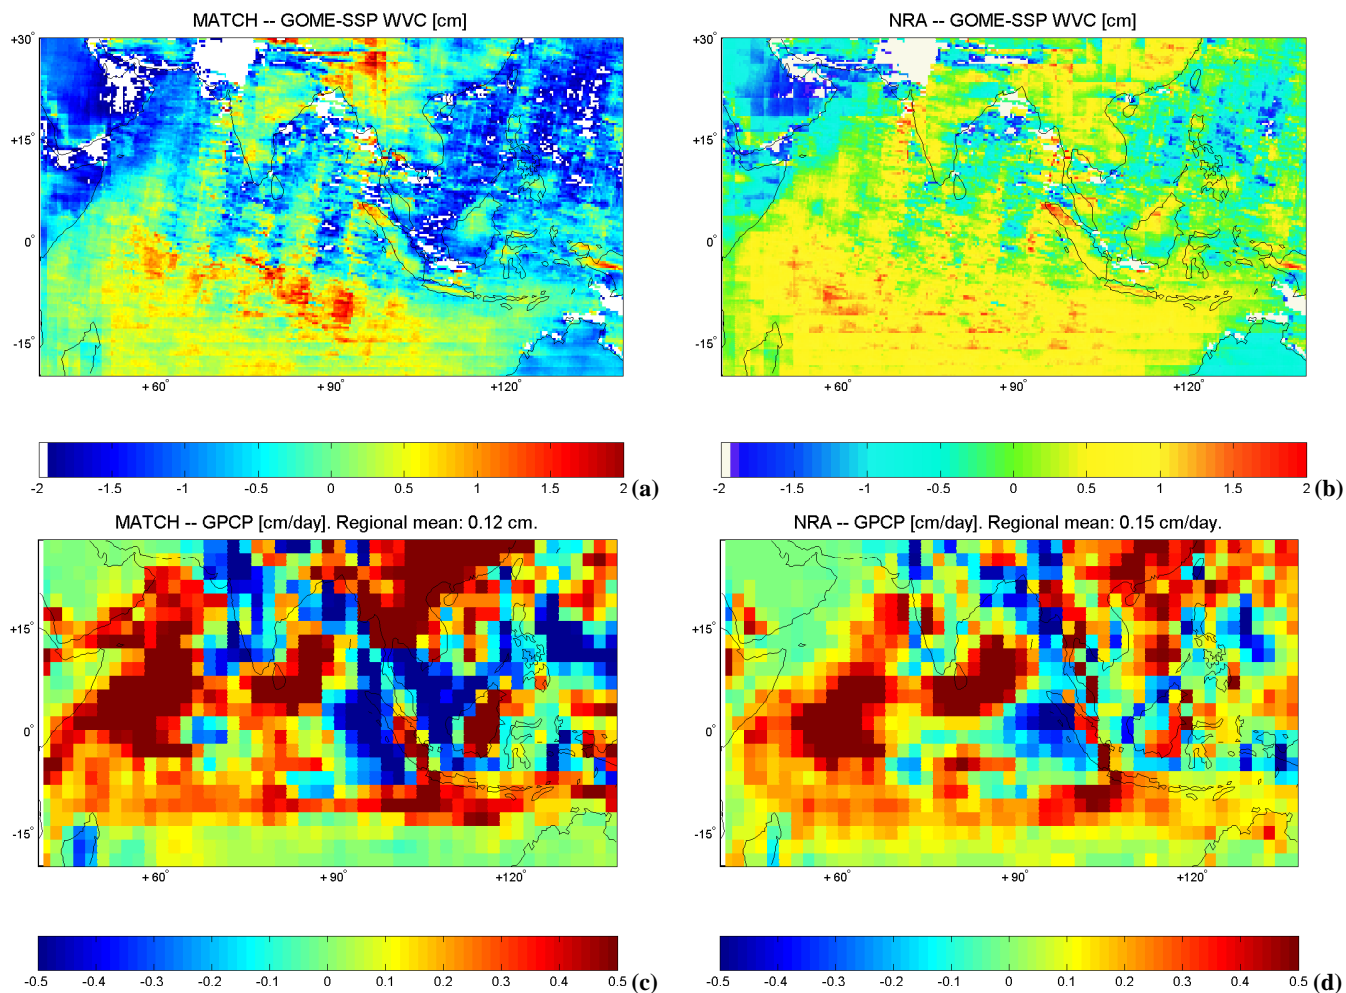 MATCH -- GOME-SSP WVC [cm]
+30°
+15°
0°
-15°
+60° +90° +120°
-2 -1.5 -1 -0.5 0 0.5 1 1.5 2
(a)
NRA -- GOME-SSP WVC [cm]
+30°
+15°
0°
-15°
+60° +90° +120°
-2 -1.5 -1 -0.5 0 0.5 1 1.5 2
(b)
MATCH -- GPCP [cm/day]. Regional mean: 0.12 cm.
+15°
0°
-15°
+60° +90° +120°
-0.5 -0.4 -0.3 -0.2 -0.1 0 0.1 0.2 0.3 0.4 0.5
(c)
NRA -- GPCP [cm/day]. Regional mean: 0.15 cm/day.
+15°
0°
-15°
+60° +90° +120°
-0.5 -0.4 -0.3 -0.2 -0.1 0 0.1 0.2 0.3 0.4 0.5
(d)